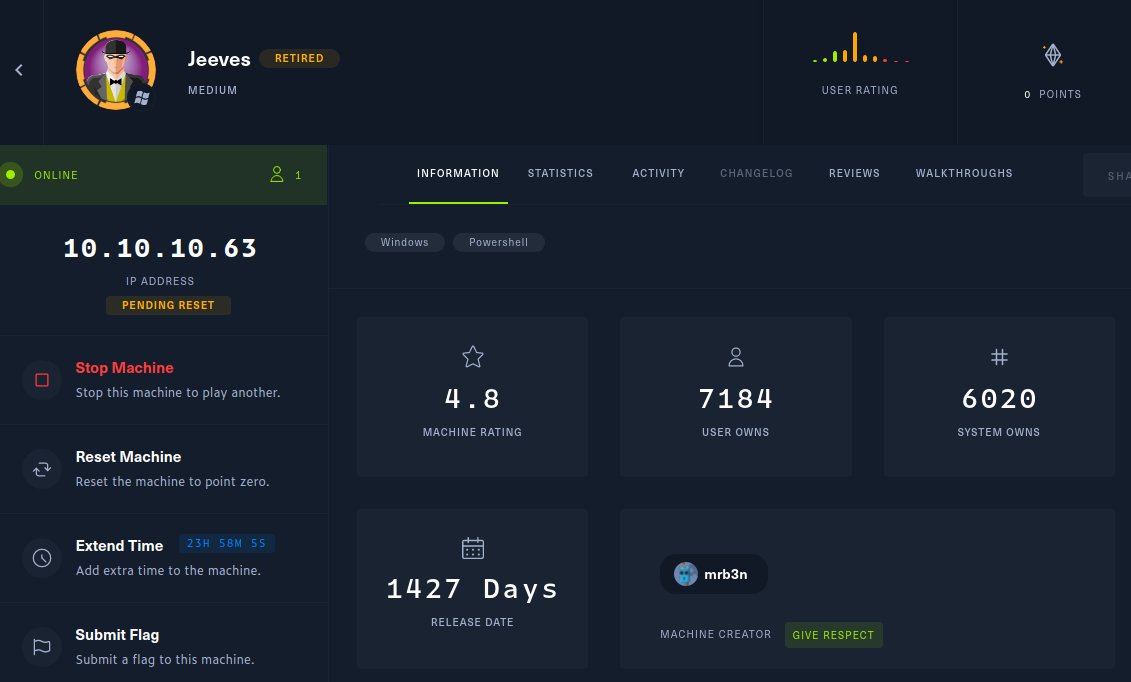 Jeeves RETIRED
MEDIUM
USER RATING
0 POINTS
ONLINE 1
10.10.10.63
IP ADDRESS
PENDING RESET
Stop Machine
Stop this machine to play another.
Reset Machine
Reset the machine to point zero.
Extend Time 23H 58M 5S
Add extra time to the machine.
Submit Flag
Submit a flag to this machine.
INFORMATION STATISTICS ACTIVITY CHANGELOG REVIEWS WALKTHROUGHS SHA
Windows Powershell
4.8
MACHINE RATING
7184
USER OWNS
6020
SYSTEM OWNS
1427 Days
RELEASE DATE
mrb3n
MACHINE CREATOR GIVE RESPECT